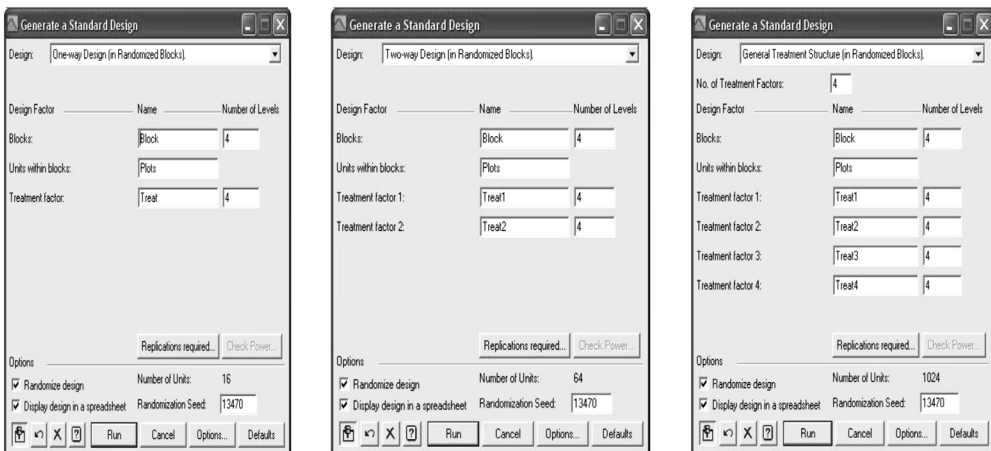 Generate a Standard Design
Design: One-way Design (in Randomized Blocks).
Design Factor Name Number of Levels
Blocks: Block 4
Units within blocks: Plots
Treatment factor: Treat 4
Replications required... Check Power...
Options
Randomize design Number of Units: 16
Display design in a spreadsheet Randomization Seed: 13470
Run Cancel Options... Defaults
Generate a Standard Design
Design: Two-way Design (in Randomized Blocks).
Design Factor Name Number of Levels
Blocks: Block 4
Units within blocks: Plots
Treatment factor 1: Treat1 4
Treatment factor 2: Treat2 4
Replications required... Check Power...
Options
Randomize design Number of Units: 64
Display design in a spreadsheet Randomization Seed: 13470
Run Cancel Options... Defaults
Generate a Standard Design
Design: General Treatment Structure (in Randomized Blocks).
No. of Treatment Factors: 4
Design Factor Name Number of Levels
Blocks: Block 4
Units within blocks: Plots
Treatment factor 1: Treat1 4
Treatment factor 2: Treat2 4
Treatment factor 3: Treat3 4
Treatment factor 4: Treat4 4
Replications required... Check Power...
Options
Randomize design Number of Units: 1024
Display design in a spreadsheet Randomization Seed: 13470
Run Cancel Options... Defaults